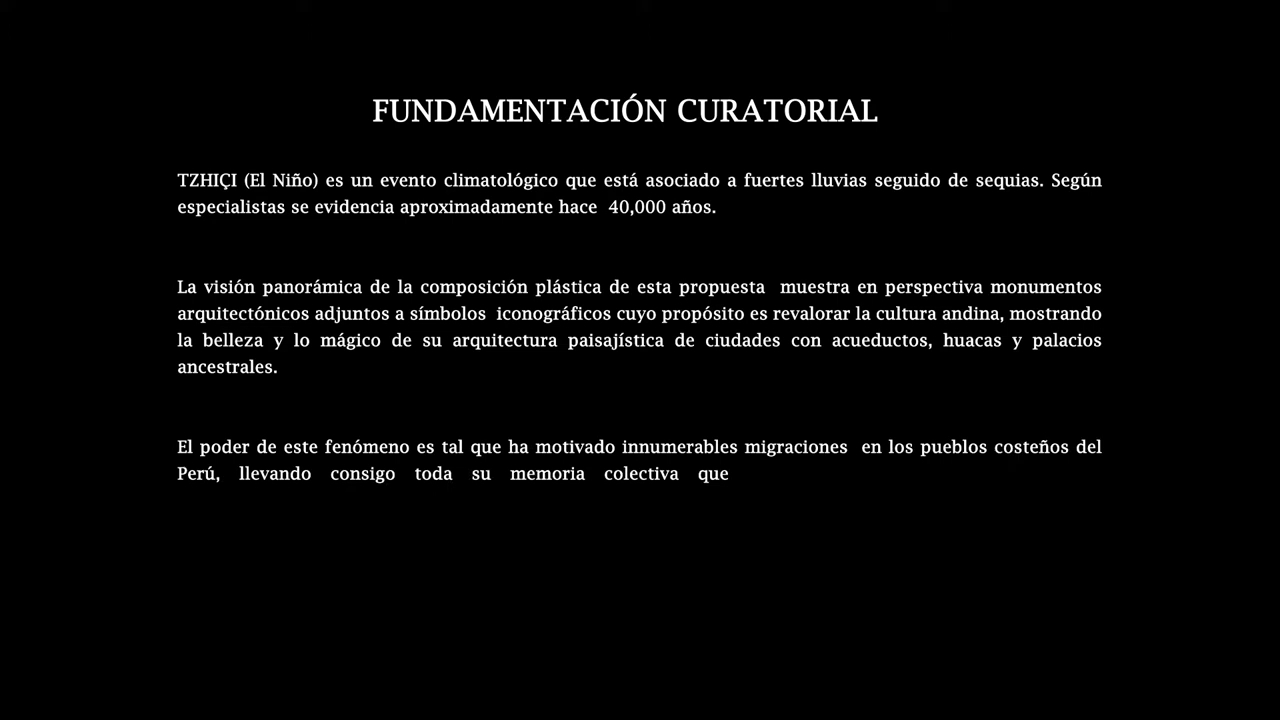 FUNDAMENTACIÓN CURATORIAL
TZHIÇI (El Niño) es un evento climatológico que está asociado a fuertes lluvias seguido de sequias. Según
especialistas se evidencia aproximadamente hace 40,000 años.
La visión panorámica de la composición plástica de esta propuesta muestra en perspectiva monumentos
arquitectónicos adjuntos a símbolos iconográficos cuyo propósito es revalorar la cultura andina, mostrando
la belleza y lo mágico de su arquitectura paisajística de ciudades con acueductos, huacas y palacios
ancestrales.
El poder de este fenómeno es tal que ha motivado innumerables migraciones en los pueblos costeños del
Perú, llevando consigo toda su memoria colectiva que